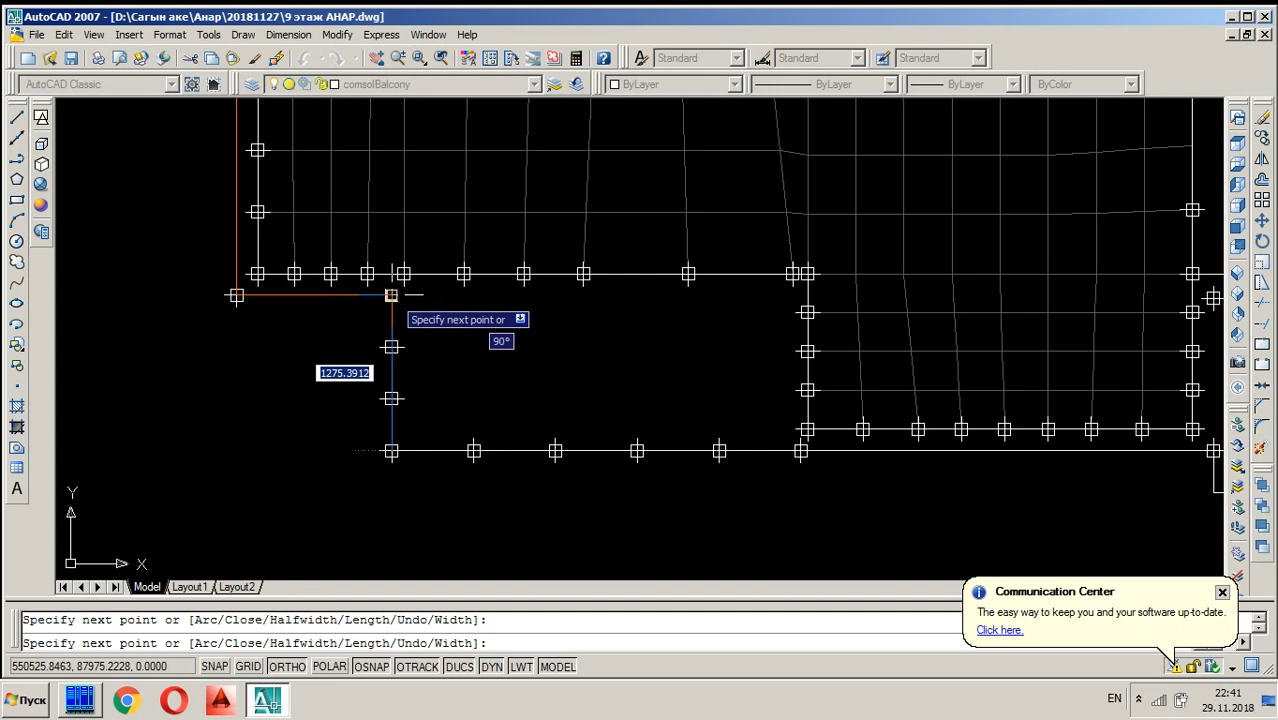 AutoCAD 2007 - [D:\Сагын аке\Анар\20181127\9 этаж АНАР.dwg]
File Edit View Insert Format Tools Draw Dimension Modify Express Window Help
Standard Standard Standard
AutoCAD Classic comsolBalcony ByLayer ByLayer ByLayer ByColor
Specify next point or
90°
1275.3912
Y
X
Model Layout1 Layout2
Communication Center
The easy way to keep you and your software up-to-date.
Click here.
Specify next point or [Arc/Close/Halfwidth/Length/Undo/Width]:
Specify next point or [Arc/Close/Halfwidth/Length/Undo/Width]:
550525.8463, 87975.2228, 0.0000 SNAP GRID ORTHO POLAR OSNAP OTRACK DUCS DYN LWT MODEL
Пуск EN 22:41
29.11.2018